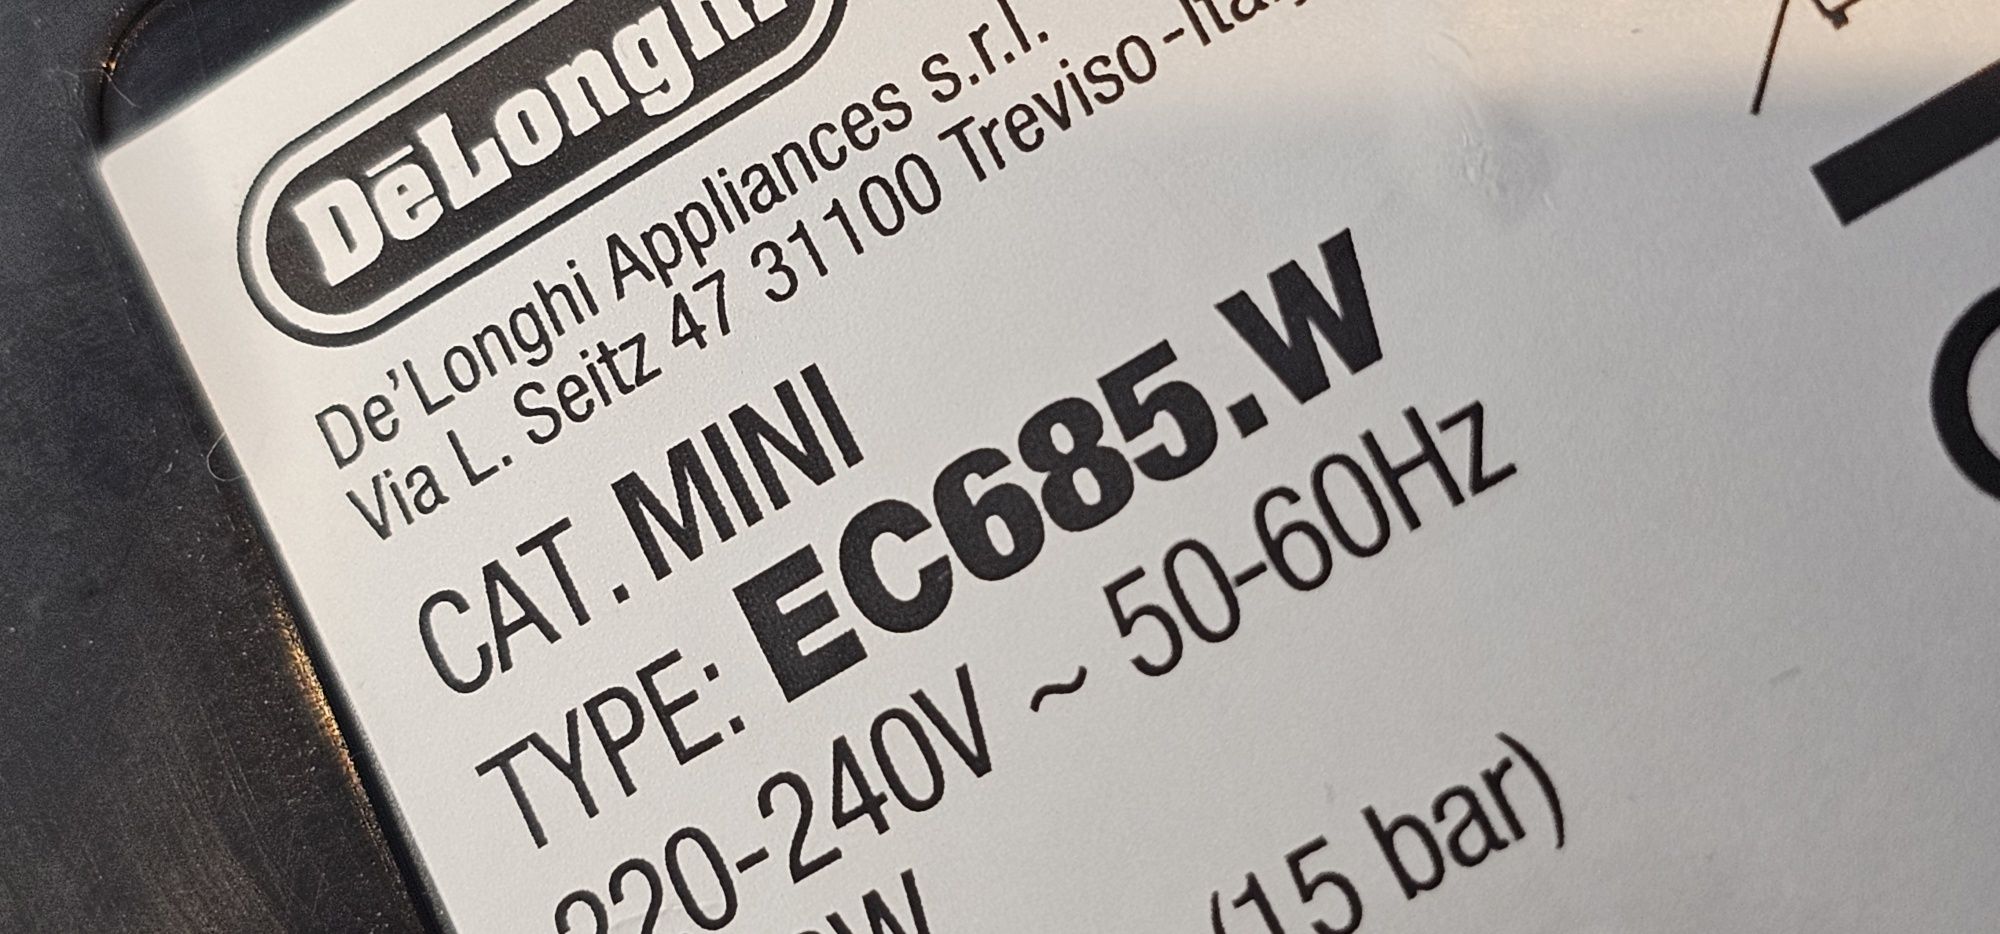 DēLonghi
De'Longhi Appliances s.r.l.
Via L. Seitz 47 31100 Treviso-Italy
CAT. MINI
TYPE: EC685.W
220-240V ~ 50-60Hz
(15 bar)